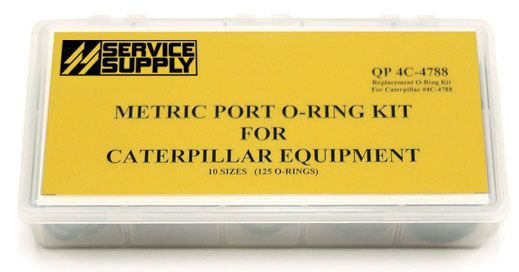 SERVICE
SUPPLY
QP 4C-4788
Replacement O-Ring Kit
For Caterpillar #4C-4788
METRIC PORT O-RING KIT
FOR
CATERPILLAR EQUIPMENT
10 SIZES (125 O-RINGS)